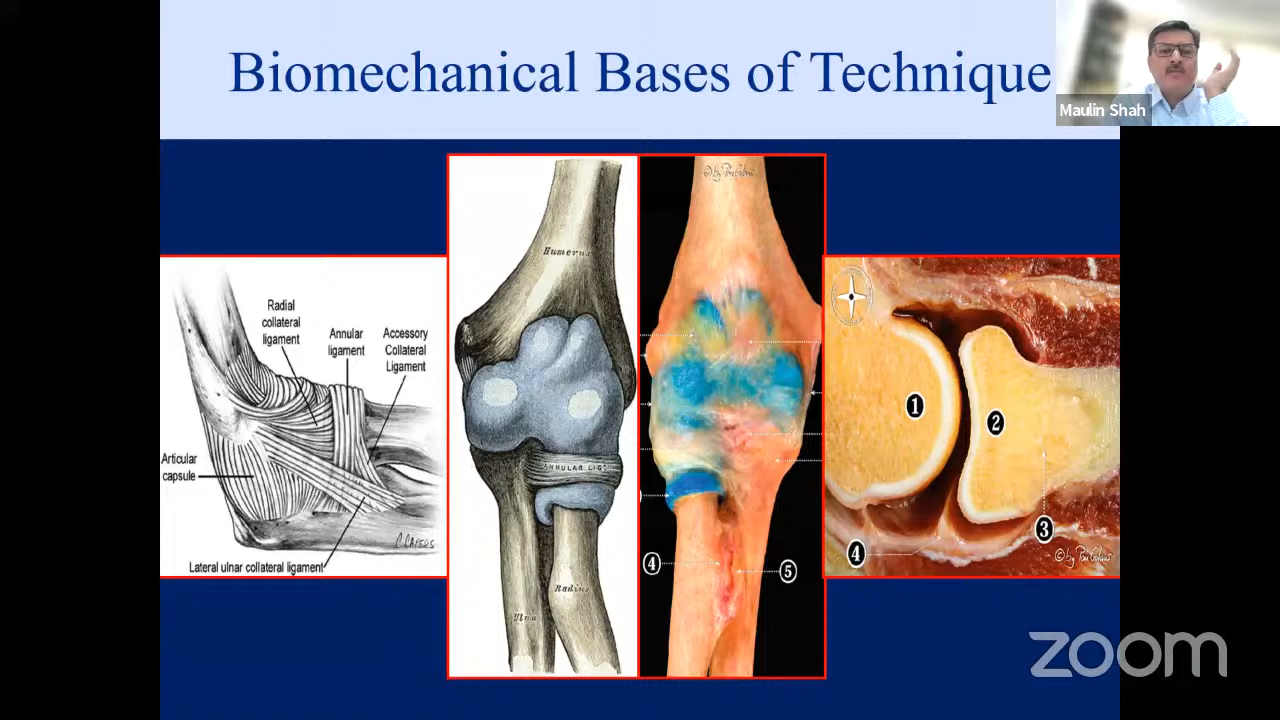 Biomechanical Bases of Technique
Maulin Shah
Radial
collateral
ligament
Annular
ligament
Accessory
Collateral
Ligament
Articular
capsule
Lateral ulnar collateral ligament
C. CAPERS
Humerus
ANNULAR LIG.
Radius
Ulna
4
5
1
2
3
4
zoom